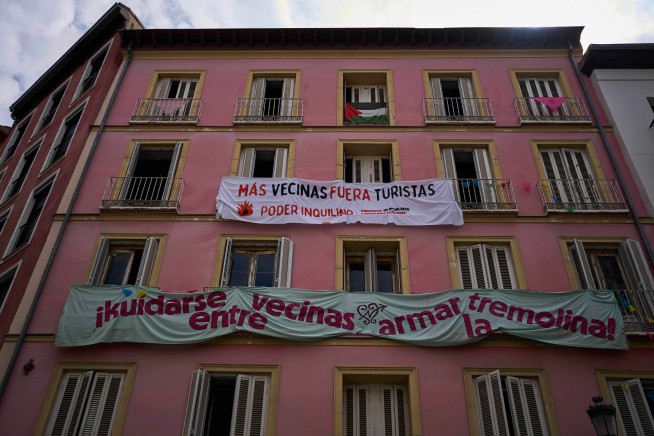 MÁS VECINAS FUERA TURISTAS
PODER INQUILINO
¡kuidarse vecinas armar tremolina!
entre la